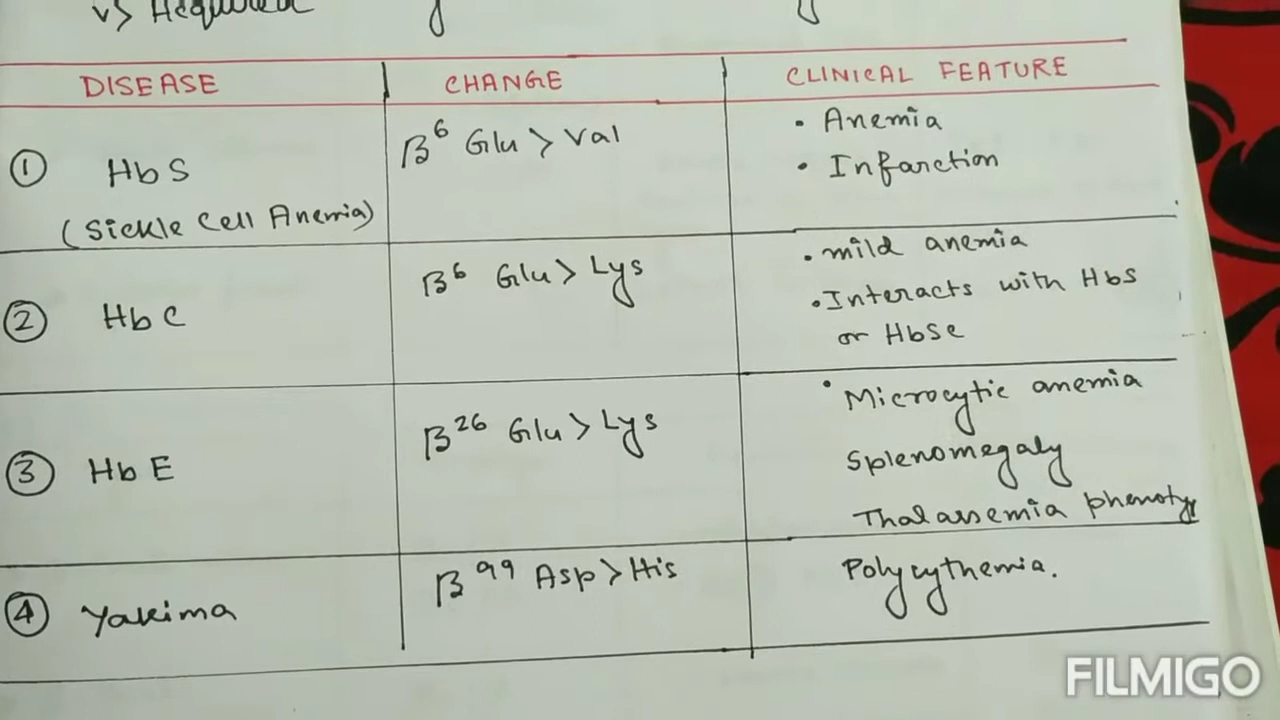 v> Acquired
DISEASE CHANGE CLINICAL FEATURE
① HbS
(Sickle Cell Anemia)
β⁶ Glu > Val
• Anemia
• Infarction
② HbC
β⁶ Glu > Lys
• mild anemia
• Interacts with HbS
or HbSc
③ HbE
β²⁶ Glu > Lys
• Microcytic anemia
Splenomegaly
Thalassemia phenoty
④ Yakima
β⁹⁹ Asp > His
Polycythemia.
FILMIGO